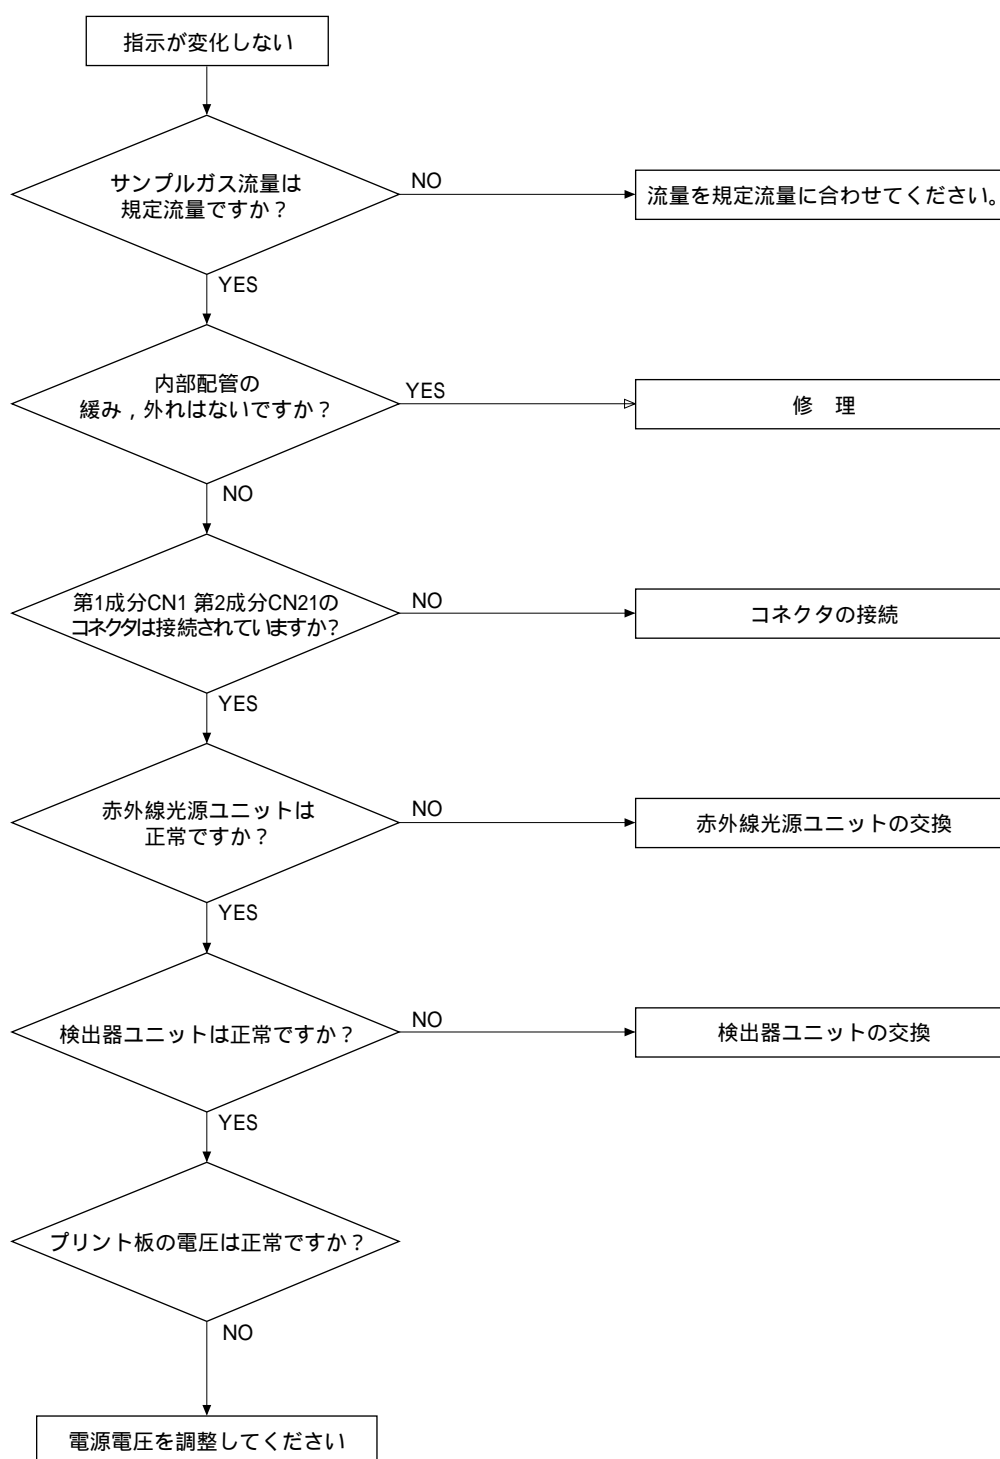 指示が変化しない
サンプルガス流量は
規定流量ですか？
NO
流量を規定流量に合わせてください。
YES
内部配管の
緩み，外れはないですか？
YES
修　理
NO
第1成分CN1，第2成分CN21の
コネクタは接続されていますか？
NO
コネクタの接続
YES
赤外線光源ユニットは
正常ですか？
NO
赤外線光源ユニットの交換
YES
検出器ユニットは正常ですか？
NO
検出器ユニットの交換
YES
プリント板の電圧は正常ですか？
NO
電源電圧を調整してください